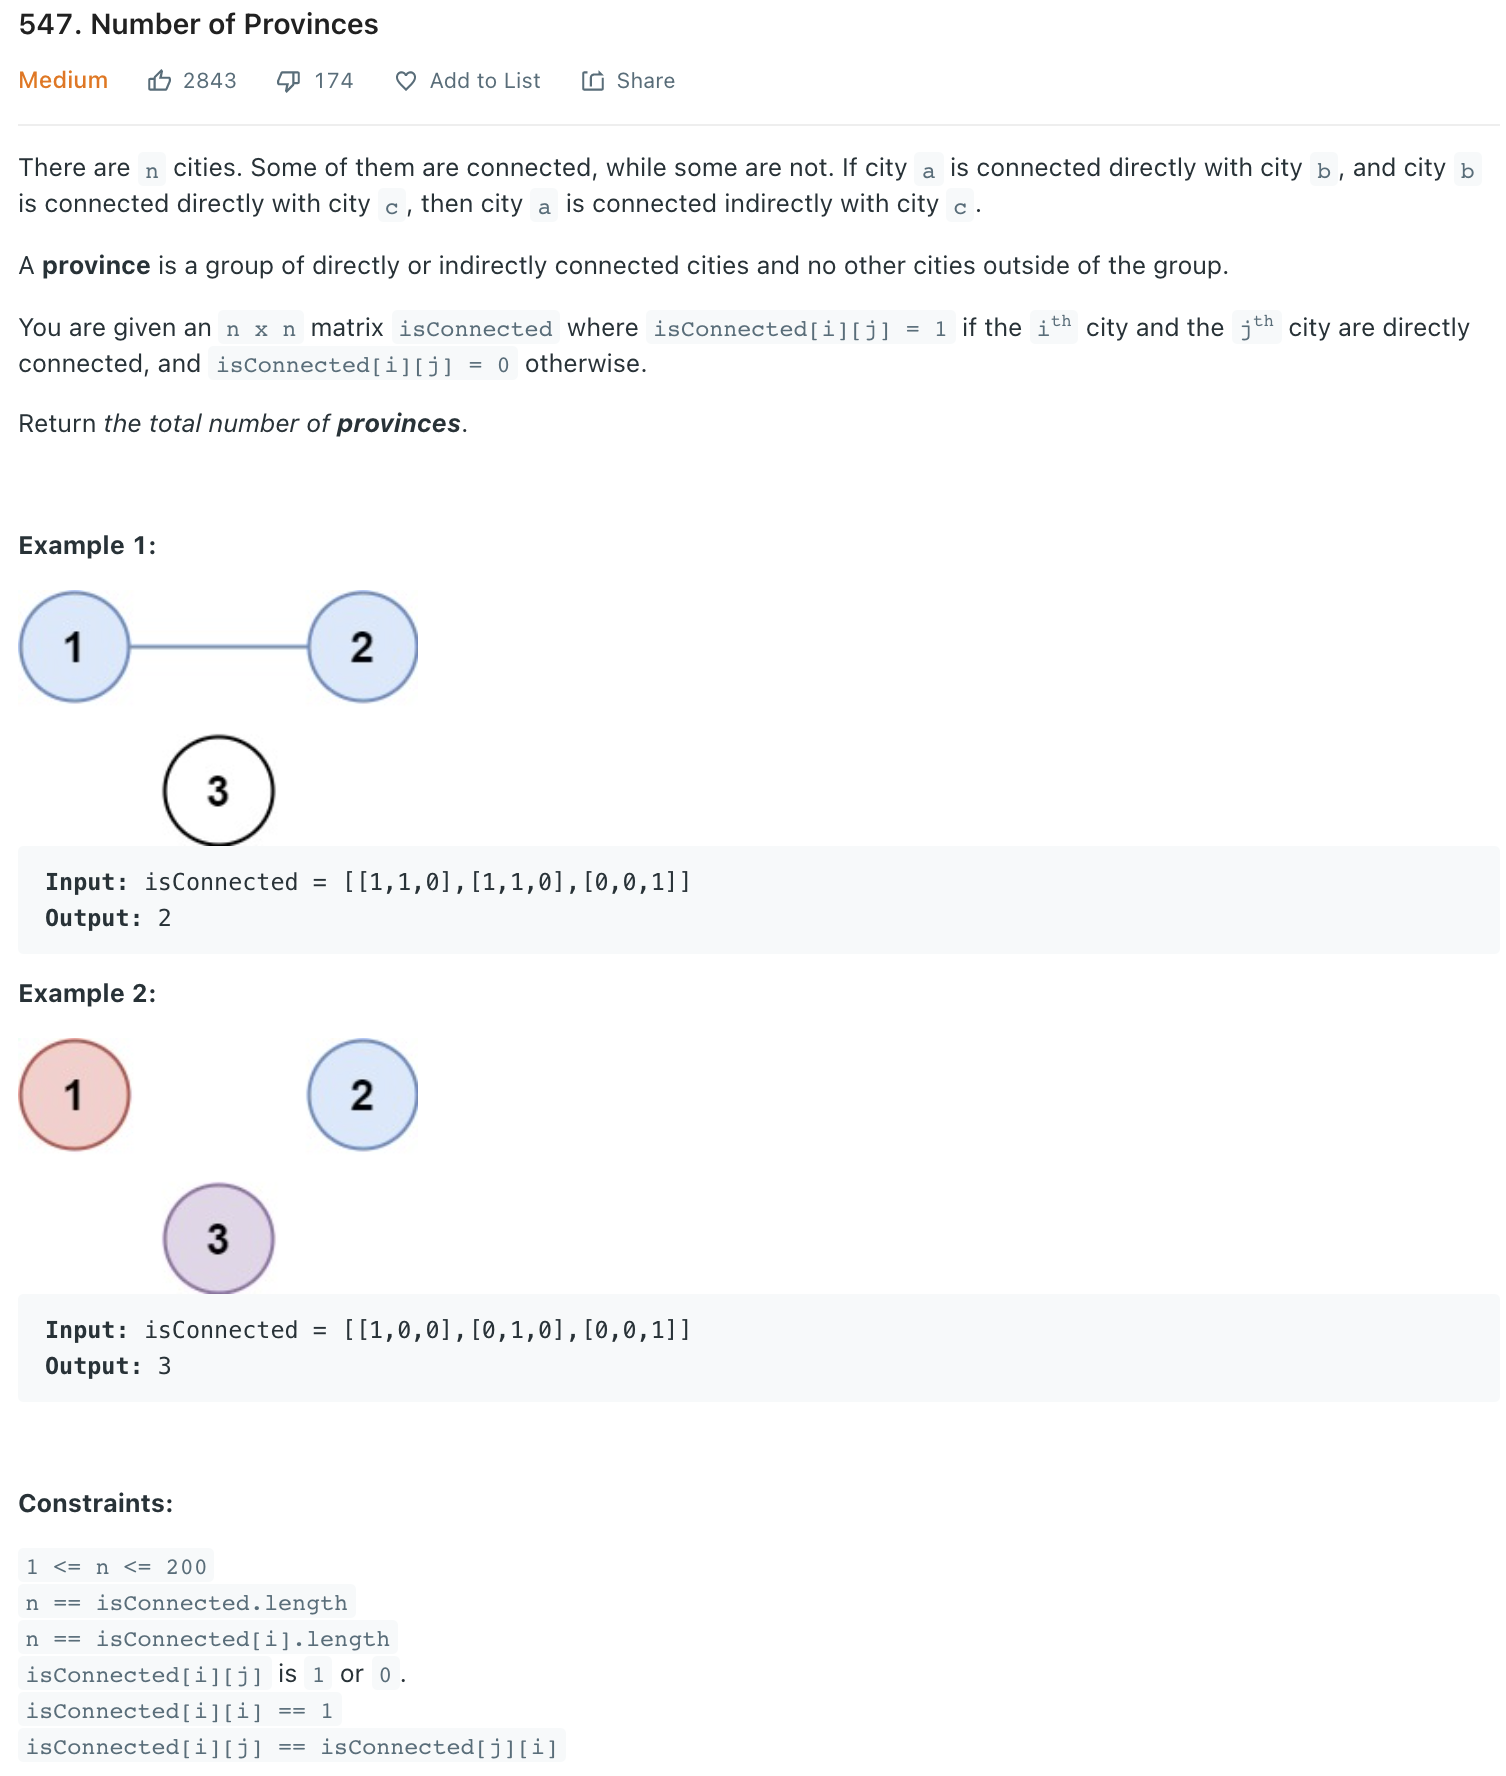 547. Number of Provinces
Medium 2843 174 Add to List Share
There are n cities. Some of them are connected, while some are not. If city a is connected directly with city b , and city b
is connected directly with city c , then city a is connected indirectly with city c .
A province is a group of directly or indirectly connected cities and no other cities outside of the group.
You are given an n x n matrix isConnected where isConnected[i][j] = 1 if the ith city and the jth city are directly
connected, and isConnected[i][j] = 0 otherwise.
Return the total number of provinces.
Example 1:
1 2
3
Input: isConnected = [[1,1,0],[1,1,0],[0,0,1]]
Output: 2
Example 2:
1 2
3
Input: isConnected = [[1,0,0],[0,1,0],[0,0,1]]
Output: 3
Constraints:
1 <= n <= 200
n == isConnected.length
n == isConnected[i].length
isConnected[i][j] is 1 or 0 .
isConnected[i][i] == 1
isConnected[i][j] == isConnected[j][i]